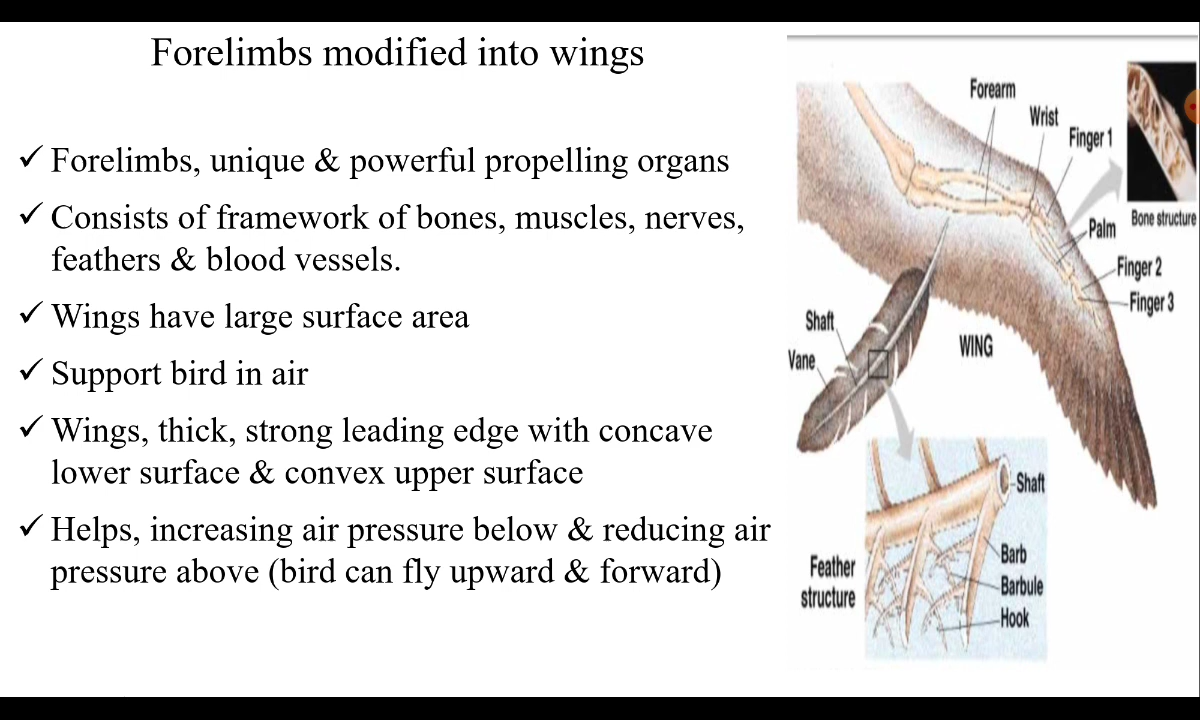 Forelimbs modified into wings
✓ Forelimbs, unique & powerful propelling organs
✓ Consists of framework of bones, muscles, nerves,
feathers & blood vessels.
✓ Wings have large surface area
✓ Support bird in air
✓ Wings, thick, strong leading edge with concave
lower surface & convex upper surface
✓ Helps, increasing air pressure below & reducing air
pressure above (bird can fly upward & forward)
Forearm
Wrist
Finger 1
Bone structure
Palm
Finger 2
Finger 3
Shaft
Vane
WING
Shaft
Barb
Barbule
Hook
Feather
structure